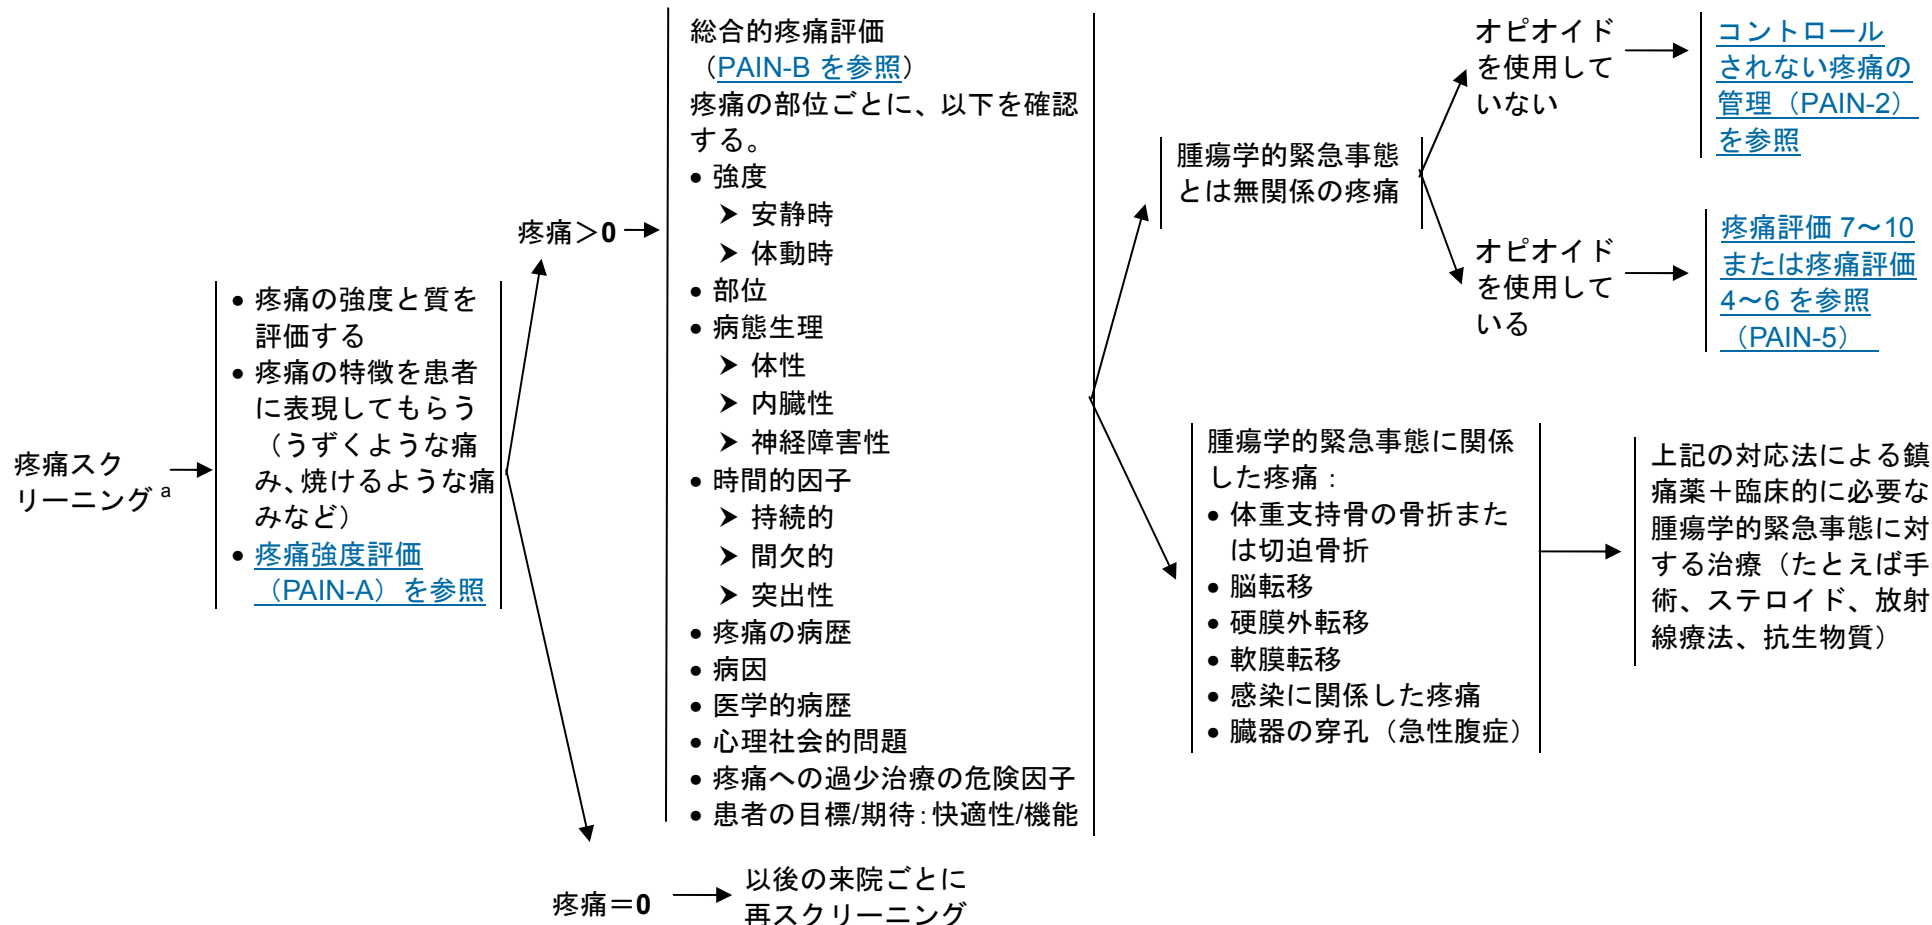 疼痛スク
リーニング a
• 疼痛の強度と質を
評価する
• 疼痛の特徴を患者
に表現してもらう
（うずくような痛
み、焼けるような痛
みなど）
• 疼痛強度評価
（PAIN-A）を参照
疼痛＞0
疼痛＝0
以後の来院ごとに
再スクリーニング
総合的疼痛評価
（PAIN-B を参照）
疼痛の部位ごとに、以下を確認
する。
• 強度
➤ 安静時
➤ 体動時
• 部位
• 病態生理
➤ 体性
➤ 内臓性
➤ 神経障害性
• 時間的因子
➤ 持続的
➤ 間欠的
➤ 突出性
• 疼痛の病歴
• 病因
• 医学的病歴
• 心理社会的問題
• 疼痛への過少治療の危険因子
• 患者の目標/期待：快適性/機能
腫瘍学的緊急事態
とは無関係の疼痛
オピオイド
を使用して
いない
コントロール
されない疼痛の
管理（PAIN-2）
を参照
オピオイド
を使用して
いる
疼痛評価 7～10
または疼痛評価
4～6 を参照
（PAIN-5）
腫瘍学的緊急事態に関係
した疼痛：
• 体重支持骨の骨折また
は切迫骨折
• 脳転移
• 硬膜外転移
• 軟膜転移
• 感染に関係した疼痛
• 臓器の穿孔（急性腹症）
上記の対応法による鎮
痛薬＋臨床的に必要な
腫瘍学的緊急事態に対
する治療（たとえば手
術、ステロイド、放射
線療法、抗生物質）